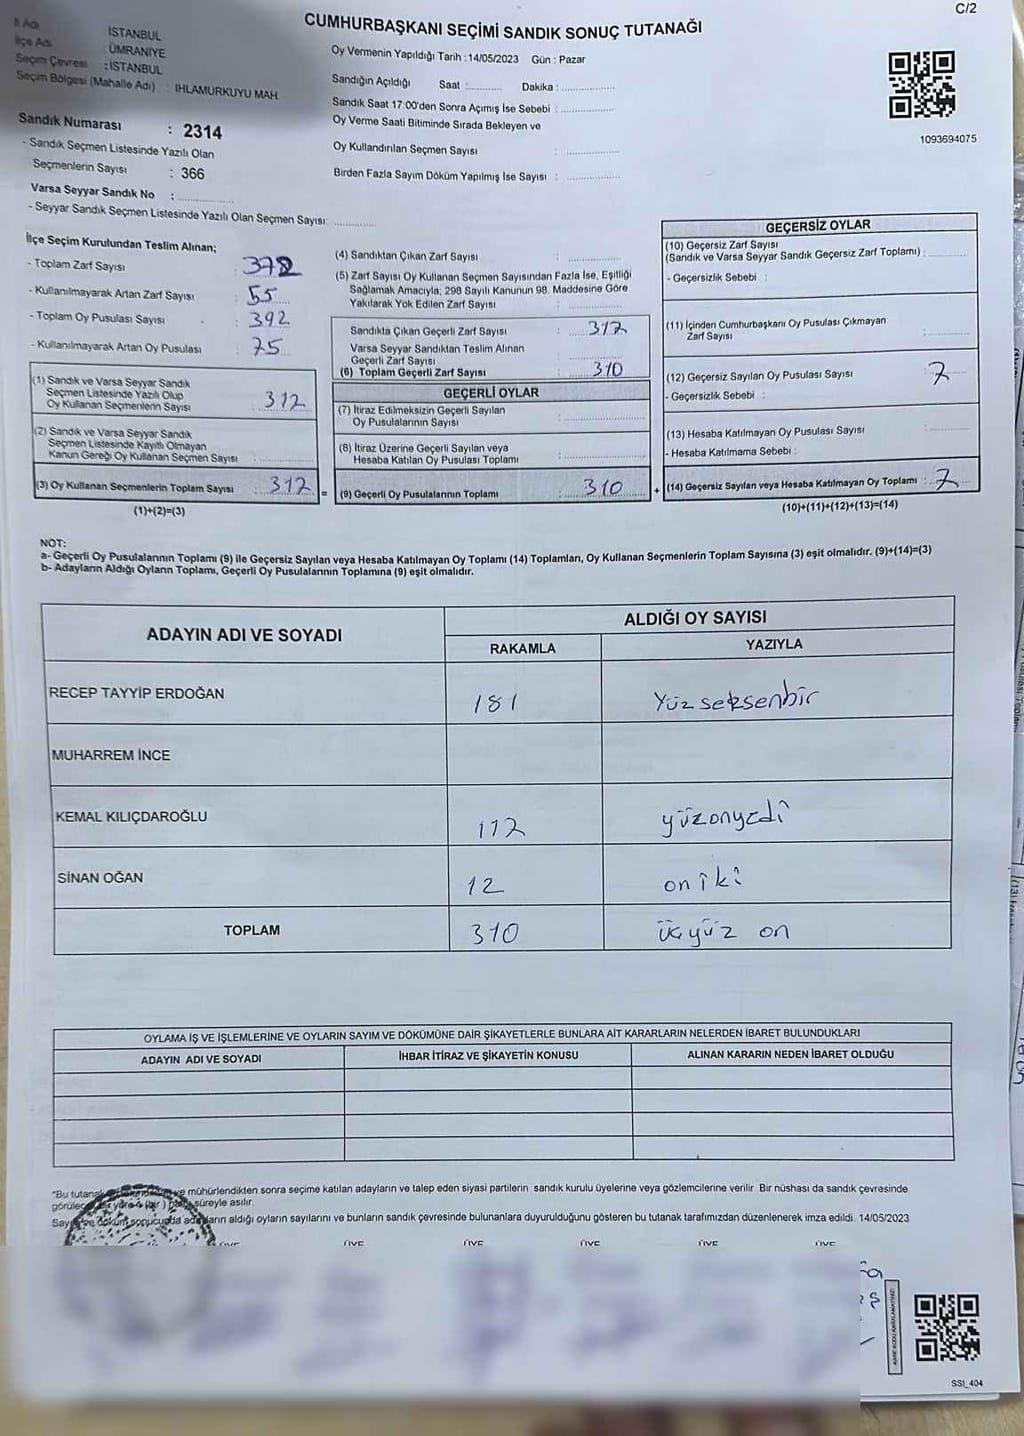 C/2
CUMHURBAŞKANI SEÇİMİ SANDIK SONUÇ TUTANAĞI
İl Adı : İSTANBUL
İlçe Adı : ÜMRANİYE
Seçim Çevresi : İSTANBUL
Seçim Bölgesi (Mahalle Adı) : IHLAMURKUYU MAH.
Sandık Numarası : 2314
- Sandık Seçmen Listesinde Yazılı Olan
Seçmenlerin Sayısı : 366
Varsa Seyyar Sandık No :
- Seyyar Sandık Seçmen Listesinde Yazılı Olan Seçmen Sayısı:
Oy Vermenin Yapıldığı Tarih : 14/05/2023 Gün : Pazar
Sandığın Açıldığı Saat : Dakika :
Sandık Saat 17:00'den Sonra Açımış İse Sebebi :
Oy Verme Saati Bitiminde Sırada Bekleyen ve
Oy Kullandırılan Seçmen Sayısı :
Birden Fazla Sayım Döküm Yapılmış İse Sayısı :
1093694075
İlçe Seçim Kurulundan Teslim Alınan;
- Toplam Zarf Sayısı : 372
- Kullanılmayarak Artan Zarf Sayısı : 55
- Toplam Oy Pusulası Sayısı : 392
- Kullanılmayarak Artan Oy Pusulası : 75
(1) Sandık ve Varsa Seyyar Sandık
Seçmen Listesinde Yazılı Olup
Oy Kullanan Seçmenlerin Sayısı : 317
(2) Sandık ve Varsa Seyyar Sandık
Seçmen Listesinde Kayıtlı Olmayan
Kanun Gereği Oy Kullanan Seçmen Sayısı :
(3) Oy Kullanan Seçmenlerin Toplam Sayısı : 317
(1)+(2)=(3)
(4) Sandıktan Çıkan Zarf Sayısı :
(5) Zarf Sayısı Oy Kullanan Seçmen Sayısından Fazla İse, Eşitliği
Sağlamak Amacıyla, 298 Sayılı Kanunun 98. Maddesine Göre
Yakılarak Yok Edilen Zarf Sayısı :
Sandıkta Çıkan Geçerli Zarf Sayısı : 317
Varsa Seyyar Sandıktan Teslim Alınan
Geçerli Zarf Sayısı :
(6) Toplam Geçerli Zarf Sayısı : 310
GEÇERLİ OYLAR
(7) İtiraz Edilmeksizin Geçerli Sayılan
Oy Pusulalarının Sayısı :
(8) İtiraz Üzerine Geçerli Sayılan veya
Hesaba Katılan Oy Pusulası Toplamı :
= (9) Geçerli Oy Pusulalarının Toplamı : 310
GEÇERSİZ OYLAR
(10) Geçersiz Zarf Sayısı
(Sandık ve Varsa Seyyar Sandık Geçersiz Zarf Toplamı) :
- Geçersizlik Sebebi :
(11) İçinden Cumhurbaşkanı Oy Pusulası Çıkmayan
Zarf Sayısı :
(12) Geçersiz Sayılan Oy Pusulası Sayısı : 7
- Geçersizlik Sebebi :
(13) Hesaba Katılmayan Oy Pusulası Sayısı :
- Hesaba Katılmama Sebebi :
+ (14) Geçersiz Sayılan veya Hesaba Katılmayan Oy Toplamı : 7
(10)+(11)+(12)+(13)=(14)
NOT:
a- Geçerli Oy Pusulalarının Toplamı (9) ile Geçersiz Sayılan veya Hesaba Katılmayan Oy Toplamı (14) Toplamları, Oy Kullanan Seçmenlerin Toplam Sayısına (3) eşit olmalıdır. (9)+(14)=(3)
b- Adayların Aldığı Oyların Toplamı, Geçerli Oy Pusulalarının Toplamına (9) eşit olmalıdır.
ADAYIN ADI VE SOYADI ALDIĞI OY SAYISI
RAKAMLA YAZIYLA
RECEP TAYYİP ERDOĞAN 181 Yüz seksenbir
MUHARREM İNCE
KEMAL KILIÇDAROĞLU 117 yüzonyedi
SİNAN OĞAN 12 on iki
TOPLAM 310 üçyüz on
OYLAMA İŞ VE İŞLEMLERİNE VE OYLARIN SAYIM VE DÖKÜMÜNE DAİR ŞİKAYETLERLE BUNLARA AİT KARARLARIN NELERDEN İBARET BULUNDUKLARI
ADAYIN ADI VE SOYADI İHBAR İTİRAZ VE ŞİKAYETİN KONUSU ALINAN KARARIN NEDEN İBARET OLDUĞU
"Bu tutanak ve mühürlendikten sonra seçime katılan adayların ve talep eden siyasi partilerin sandık kurulu üyelerine veya gözlemcilerine verilir. Bir nüshası da sandık çevresinde
(bir) süreyle asılır.
Sayım ve döküm sonucunda adayların aldığı oyların sayılarını ve bunların sandık çevresinde bulunanlara duyurulduğunu gösteren bu tutanak tarafımızdan düzenlenerek imza edildi. 14/05/2023
ÜYE ÜYE ÜYE ÜYE ÜYE ÜYE
SS1_404